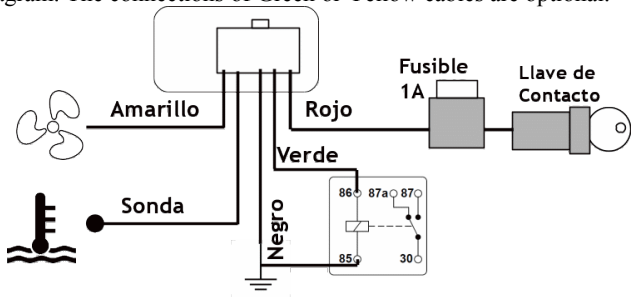 The connections of Green or Yellow cables are optional.
Fusible
1A
Llave de
Contacto
Amarillo
Rojo
Verde
Sonda
Negro
86 87a 87
85 30